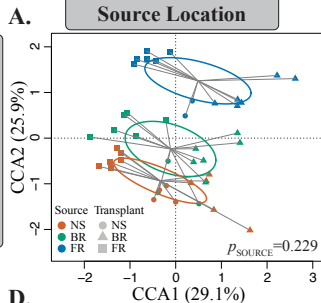 A.
Source Location
CCA2 (25.9%)
2
1
0
−1
−2
Source Transplant
NS NS
BR BR
FR FR
pSOURCE=0.229
−2 −1 0 1 2 3
CCA1 (29.1%)
D.